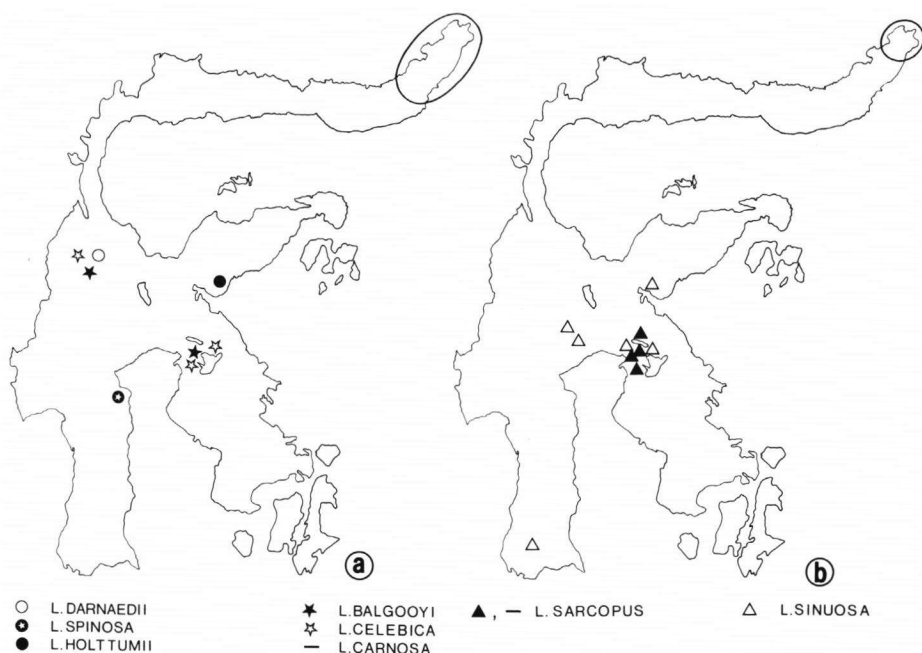 a
b
L.DARNAEDII
L.SPINOSA
L.HOLTTUMII
L.BALGOOYI
L.CELEBICA
L.CARNOSA
, — L.SARCOPUS
L.SINUOSA